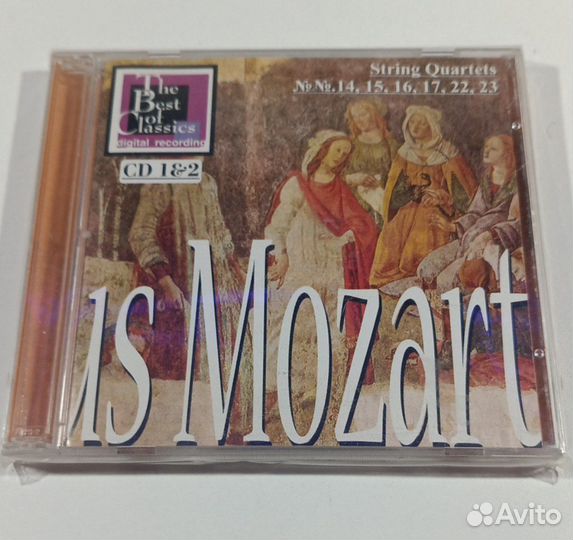 The
Best
of
Classics
digital recording
CD 1&2
String Quartets
№№. 14, 15, 16, 17, 22, 23
us Mozart
Avito